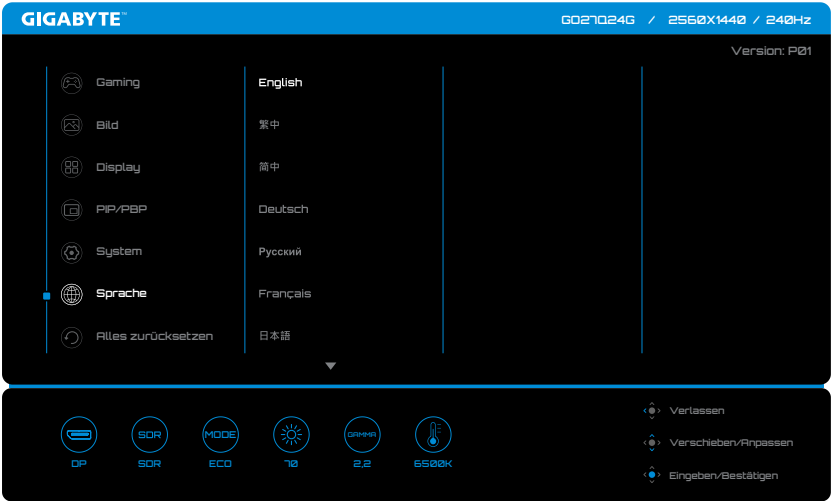 GIGABYTE™
GO27Q24G / 2560X1440 / 240Hz
Version: P01
Gaming
English
Bild
繁中
Display
简中
PIP/PBP
Deutsch
System
Русский
Sprache
Français
Alles zurücksetzen
日本語
Verlassen
SDR
MODE
GAMMA
Verschieben/Anpassen
DP
SDR
ECO
70
2,2
6500K
Eingeben/Bestätigen